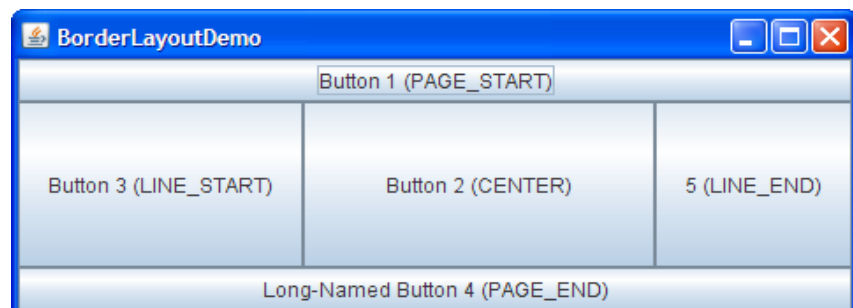 BorderLayoutDemo
Button 1 (PAGE_START)
Button 3 (LINE_START)
Button 2 (CENTER)
5 (LINE_END)
Long-Named Button 4 (PAGE_END)